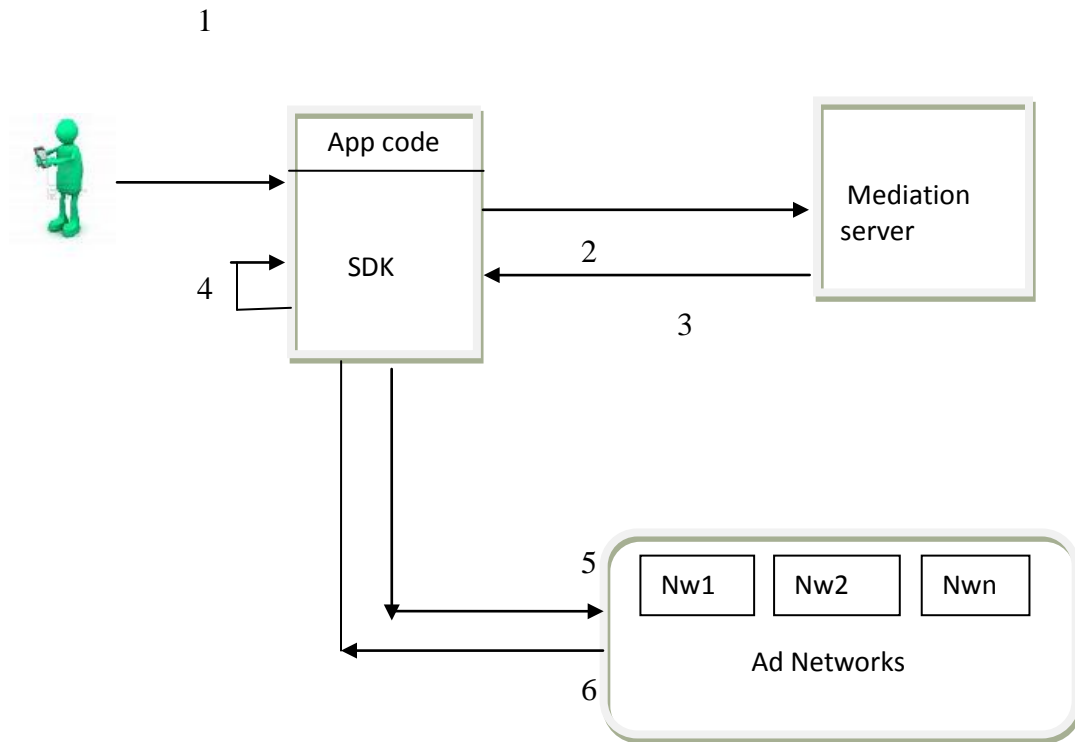 1
App code
Mediation
server
2
SDK
4
3
5
Nw1
Nw2
Nwn
Ad Networks
6